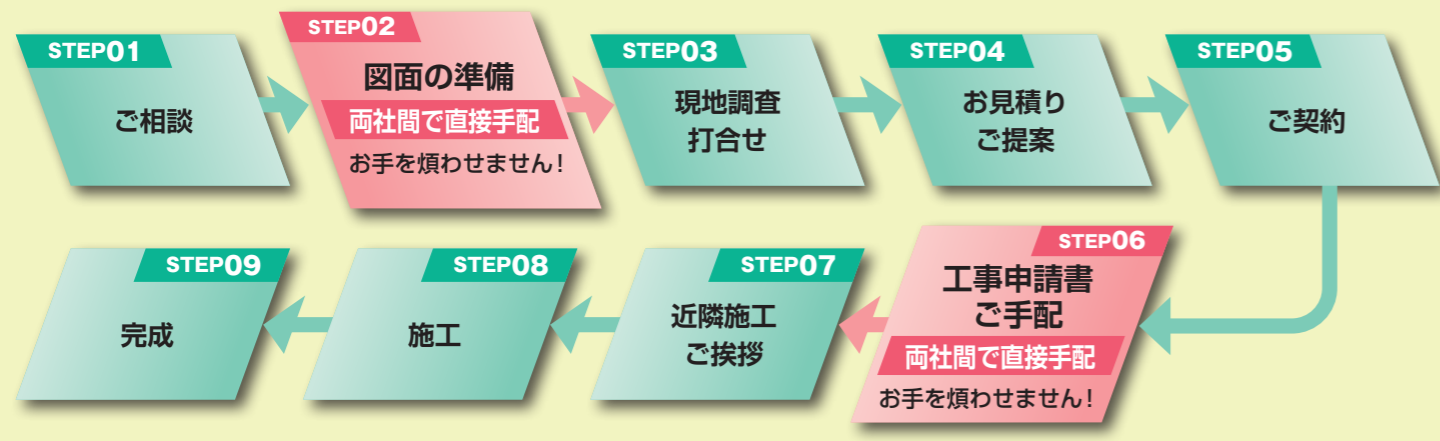 STEP01
ご相談
STEP02
図面の準備
両社間で直接手配
お手を煩わせません!
STEP03
現地調査
打合せ
STEP04
お見積り
ご提案
STEP05
ご契約
STEP06
工事申請書
ご手配
両社間で直接手配
お手を煩わせません!
STEP07
近隣施工
ご挨拶
STEP08
施工
STEP09
完成